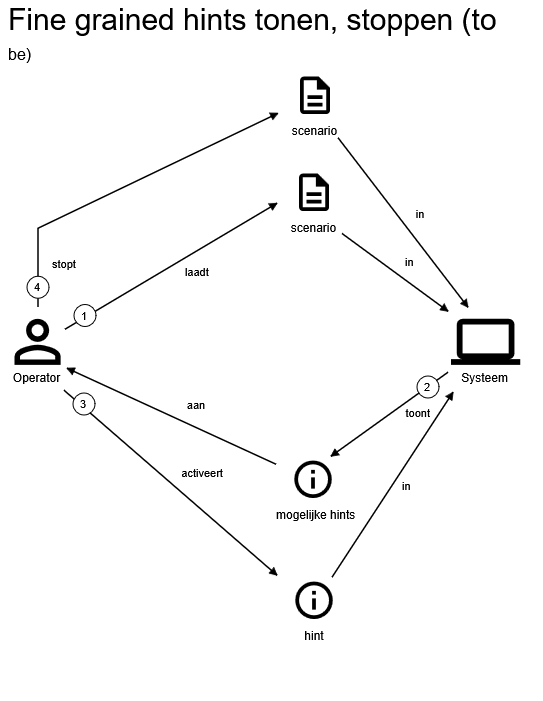 Fine grained hints tonen, stoppen (to
be)
scenario
in
stopt
4
scenario
in
laadt
1
Operator
Systeem
2
toont
aan
3
activeert
mogelijke hints
in
hint